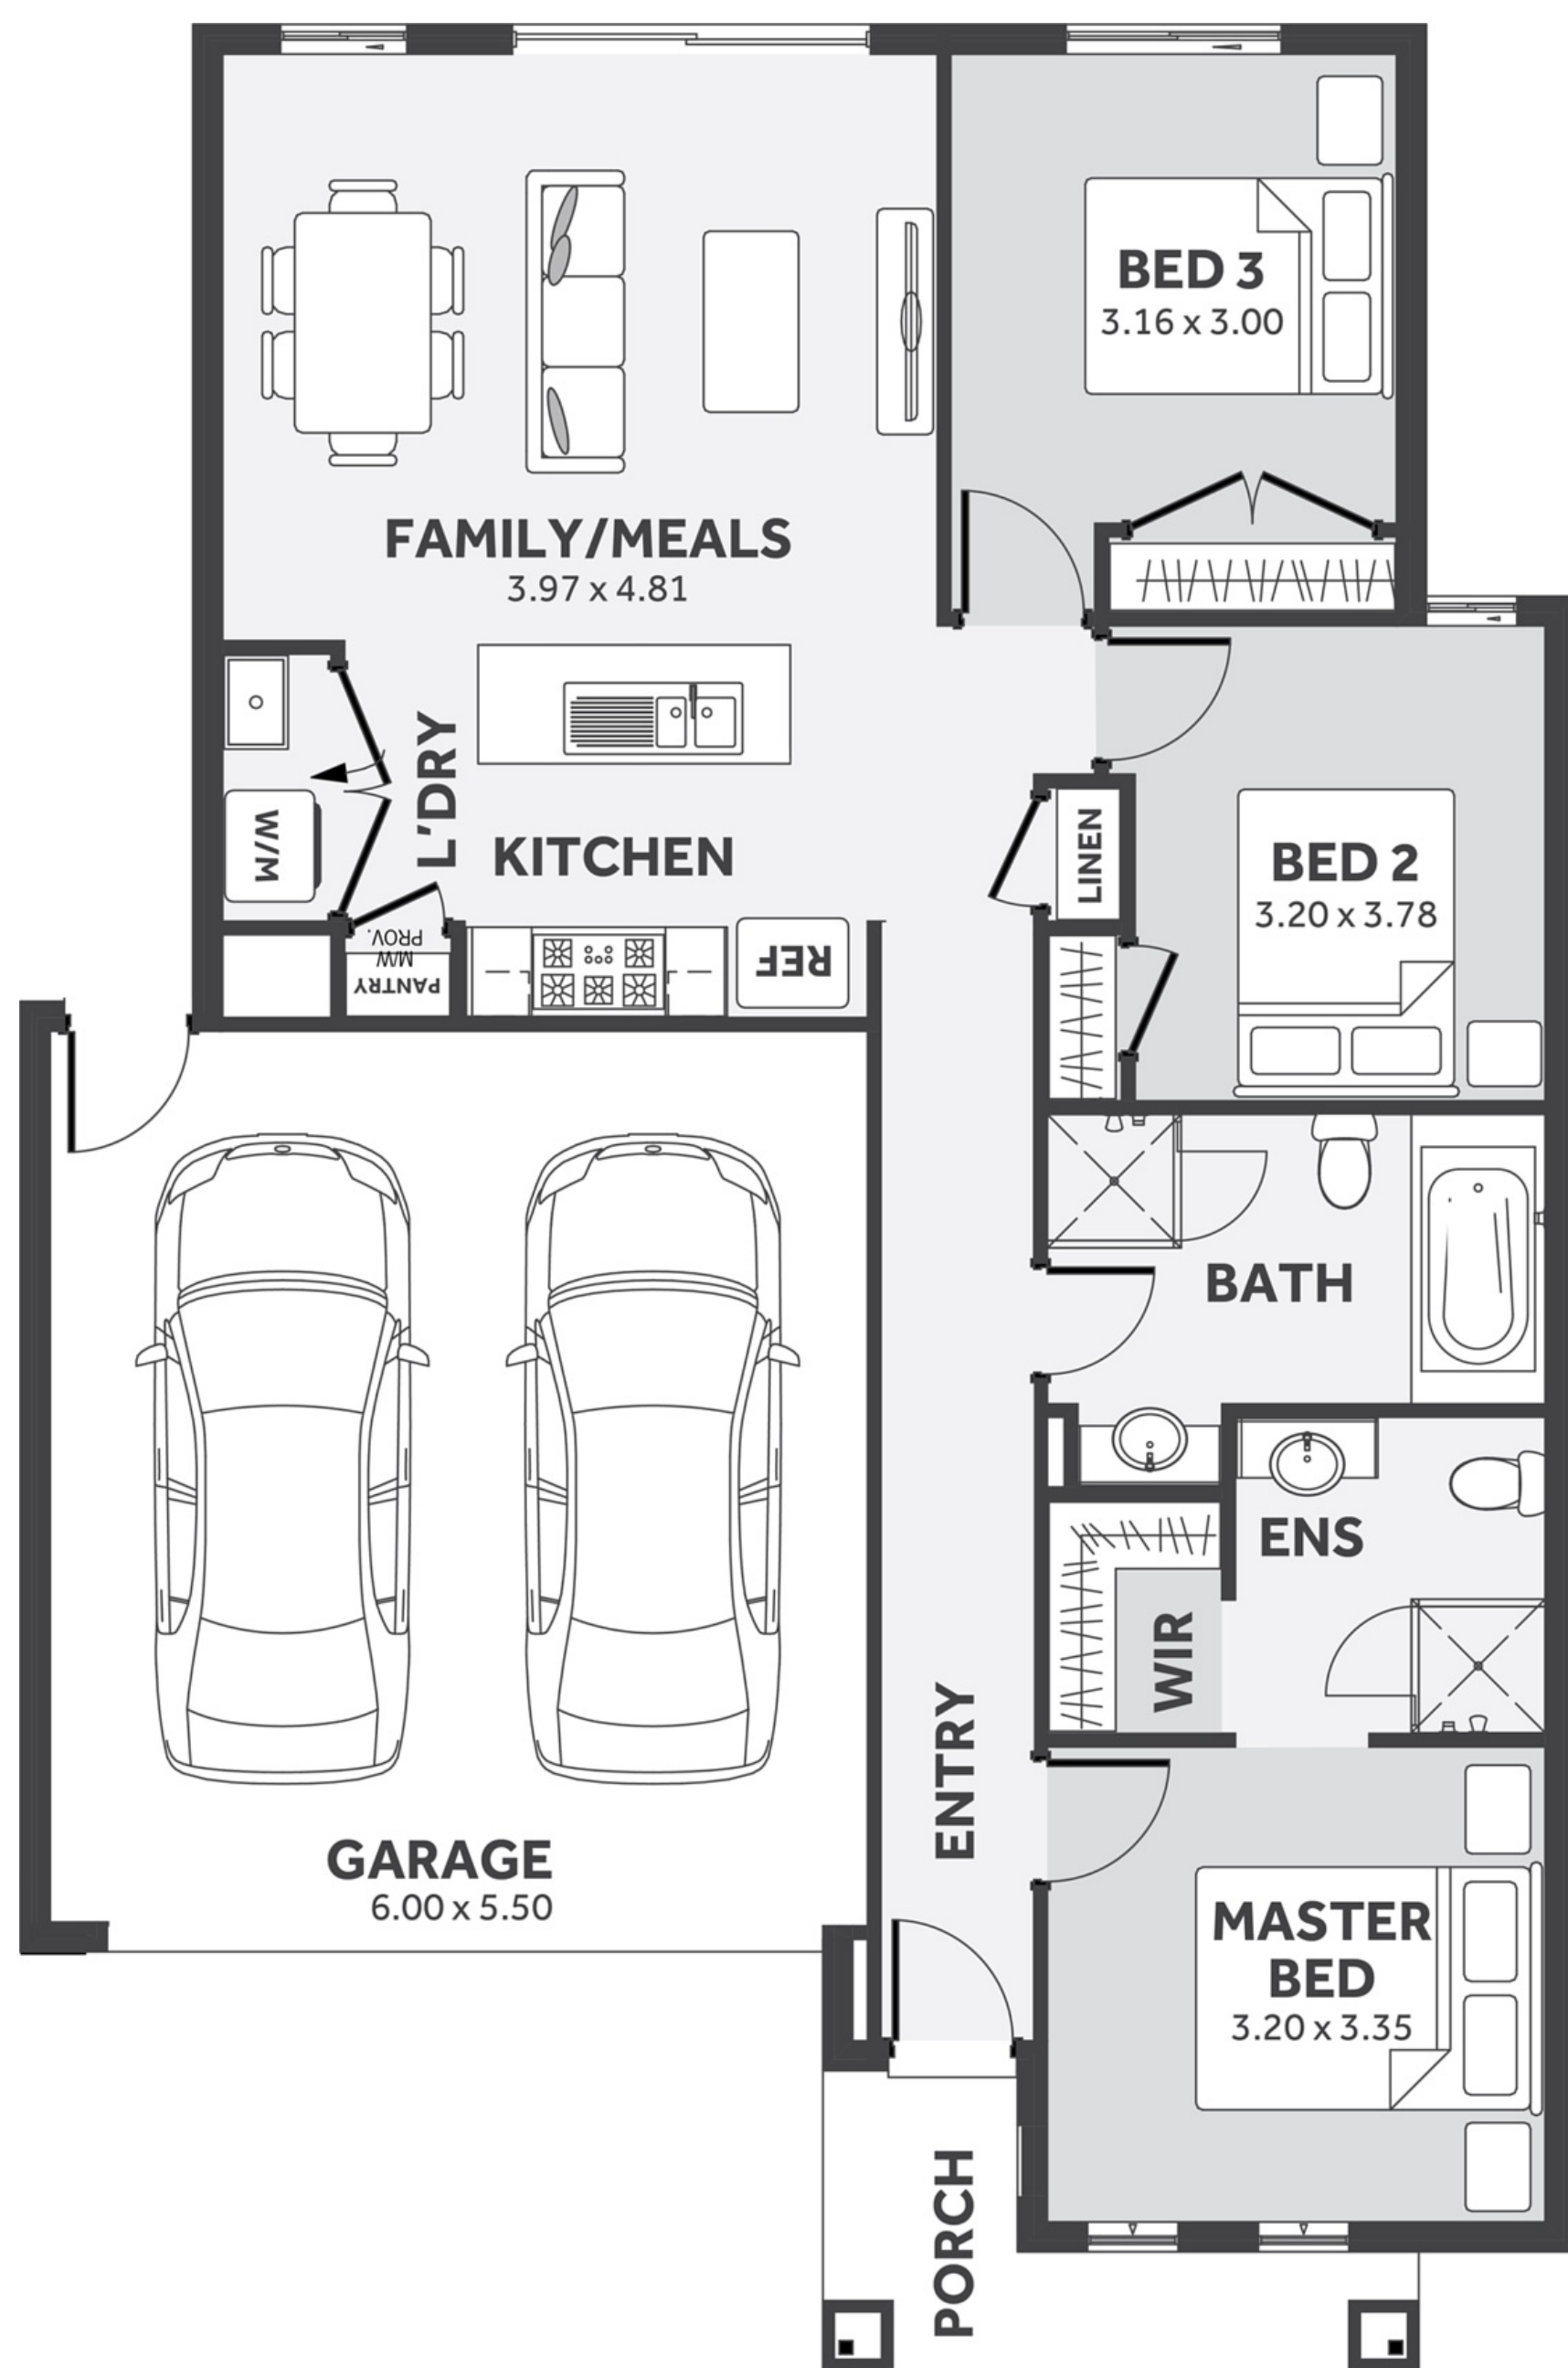 BED 3
3.16 x 3.00
FAMILY/MEALS
3.97 x 4.81
L'DRY
W/M
KITCHEN
LINEN
BED 2
3.20 x 3.78
M/W
PROV.
PANTRY
REF
BATH
ENS
WIR
ENTRY
GARAGE
6.00 x 5.50
MASTER
BED
3.20 x 3.35
PORCH